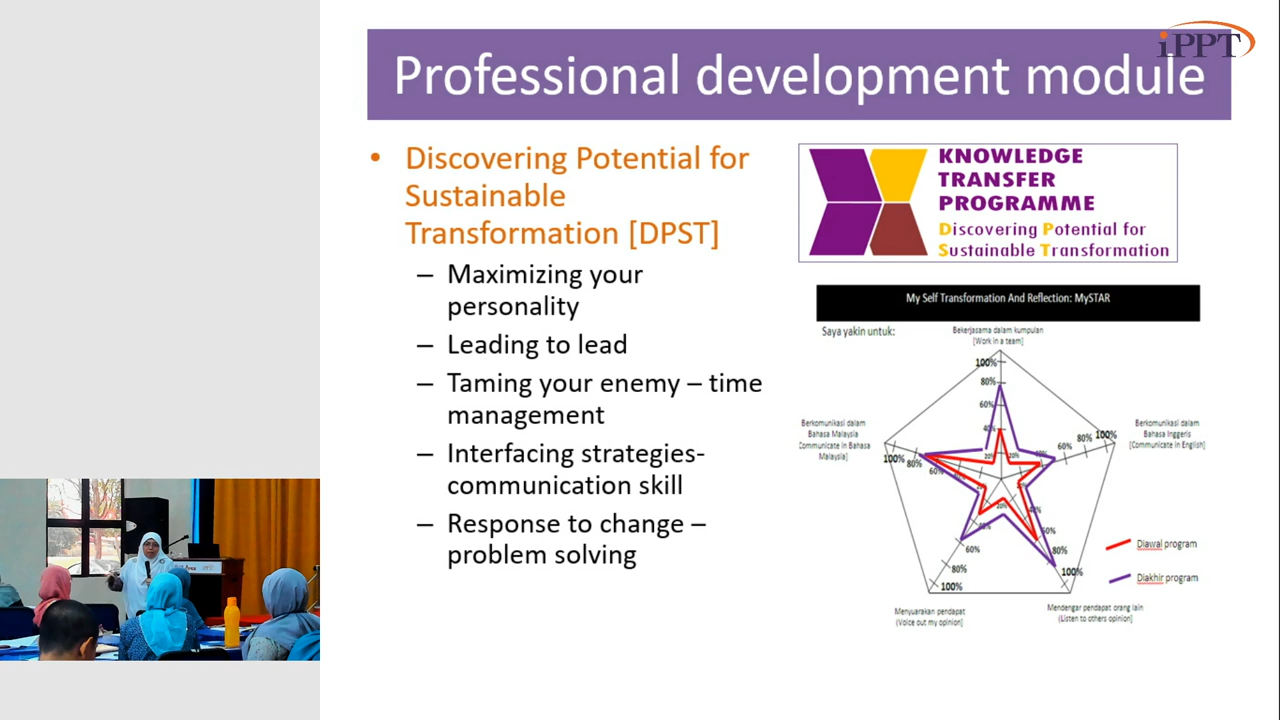 iPPT
Professional development module
• Discovering Potential for
Sustainable
Transformation [DPST]
– Maximizing your
personality
– Leading to lead
– Taming your enemy – time
management
– Interfacing strategies-
communication skill
– Response to change –
problem solving
KNOWLEDGE
TRANSFER
PROGRAMME
Discovering Potential for
Sustainable Transformation
My Self Transformation And Reflection: MySTAR
Saya yakin untuk:
Bekerjasama dalam kumpulan
[Work in a team]
100%
80%
60%
40%
20%
20%
Berkomunikasi dalam
Bahasa Malaysia
Communicate in Bahasa
Malaysia]
100%
80%
60%
Berkomunikasi dalam
Bahasa Inggeris
[Communicate in English]
60%
80%
100%
20%
60%
80%
100%
60%
80%
100%
Diawal program
Diakhir program
Menyuarakan pendapat
(Voice out my opinion]
Mendengar pendapat orang lain
(Listen to others opinion]